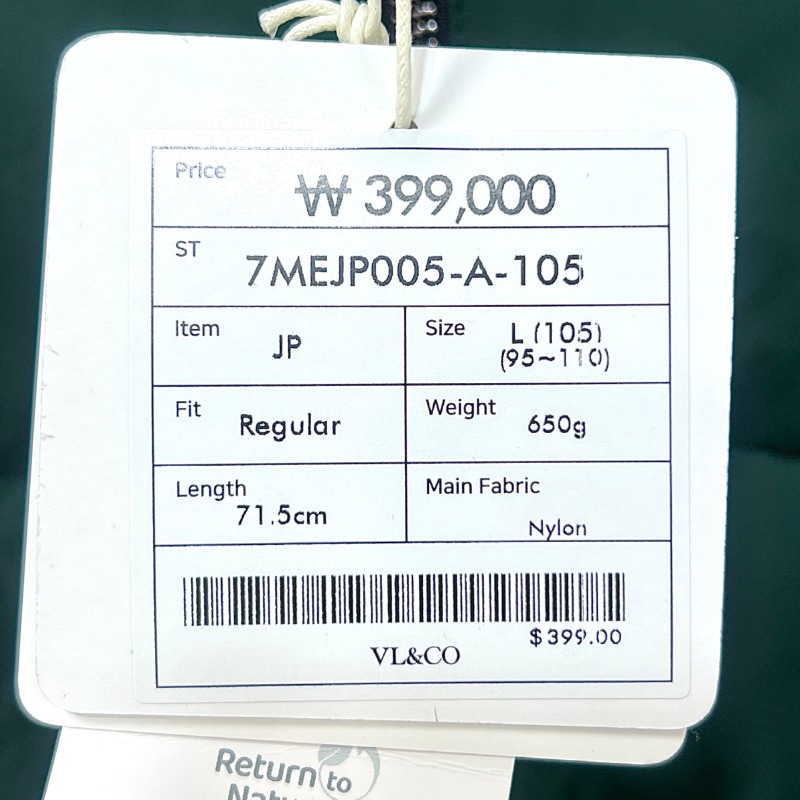 Price
₩ 399,000
ST
7MEJP005-A-105
Item
JP
Size
L (105)
(95~110)
Fit
Regular
Weight
650g
Length
71.5cm
Main Fabric
Nylon
$399.00
VL&CO
Return to